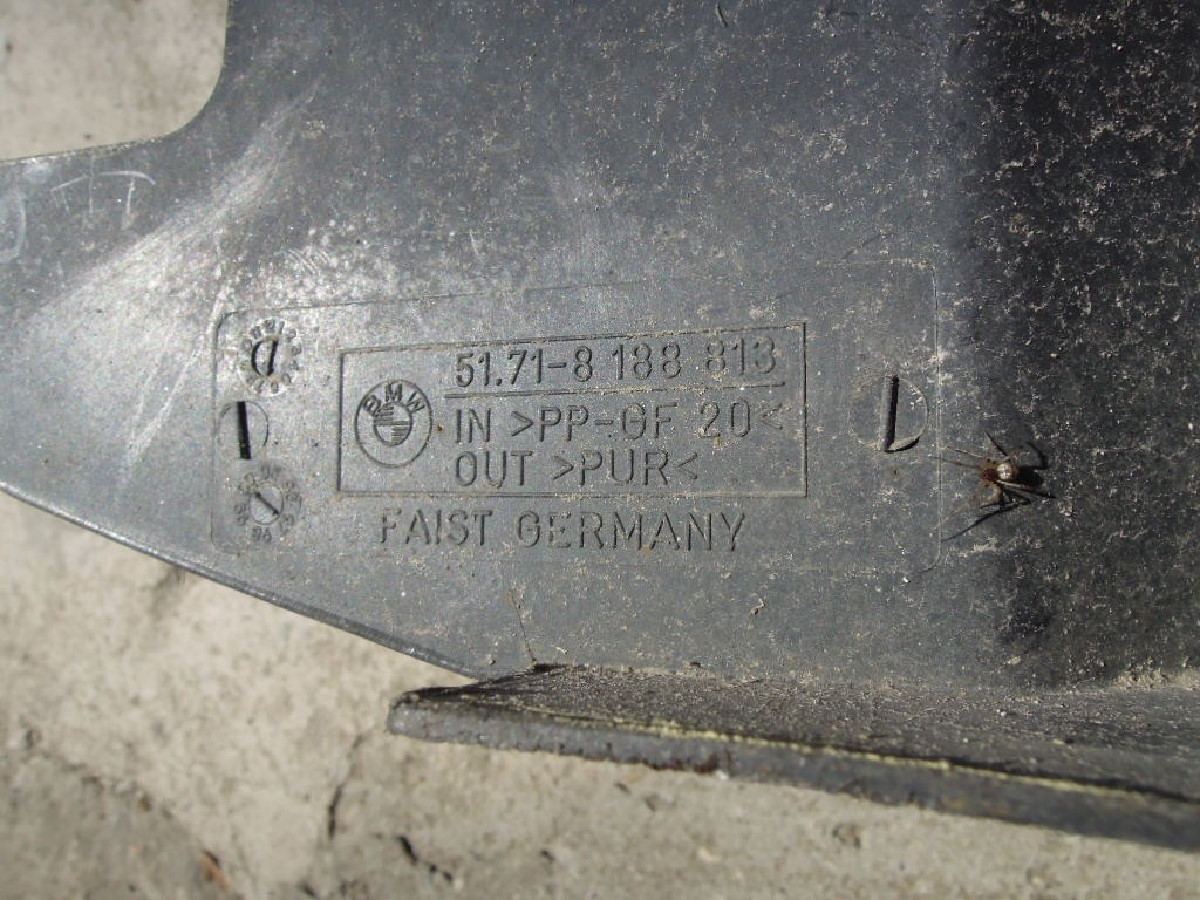 51.71-8 188 813
BMW
IN >PP-GF 20<
OUT >PUR<
FAIST GERMANY